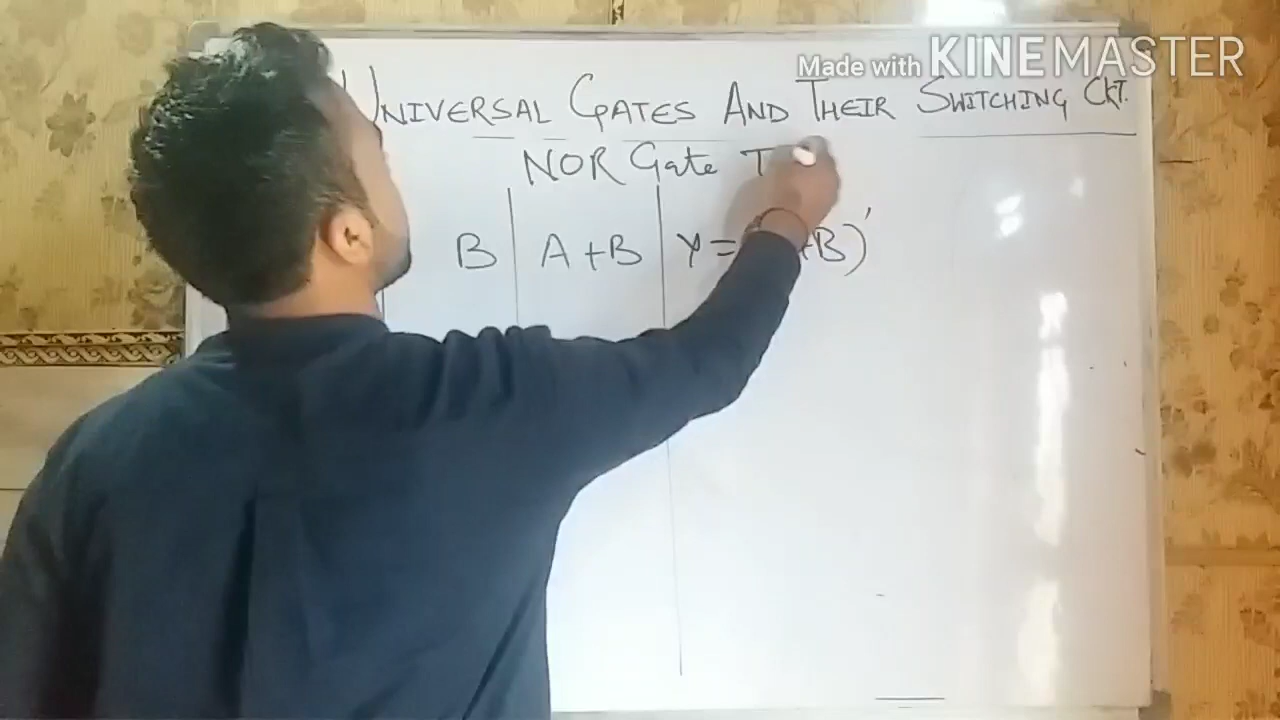 Made with KINEMASTER
UNIVERSAL GATES AND THEIR SWITCHING CKT.
NOR Gate T
B A+B Y= +B)'